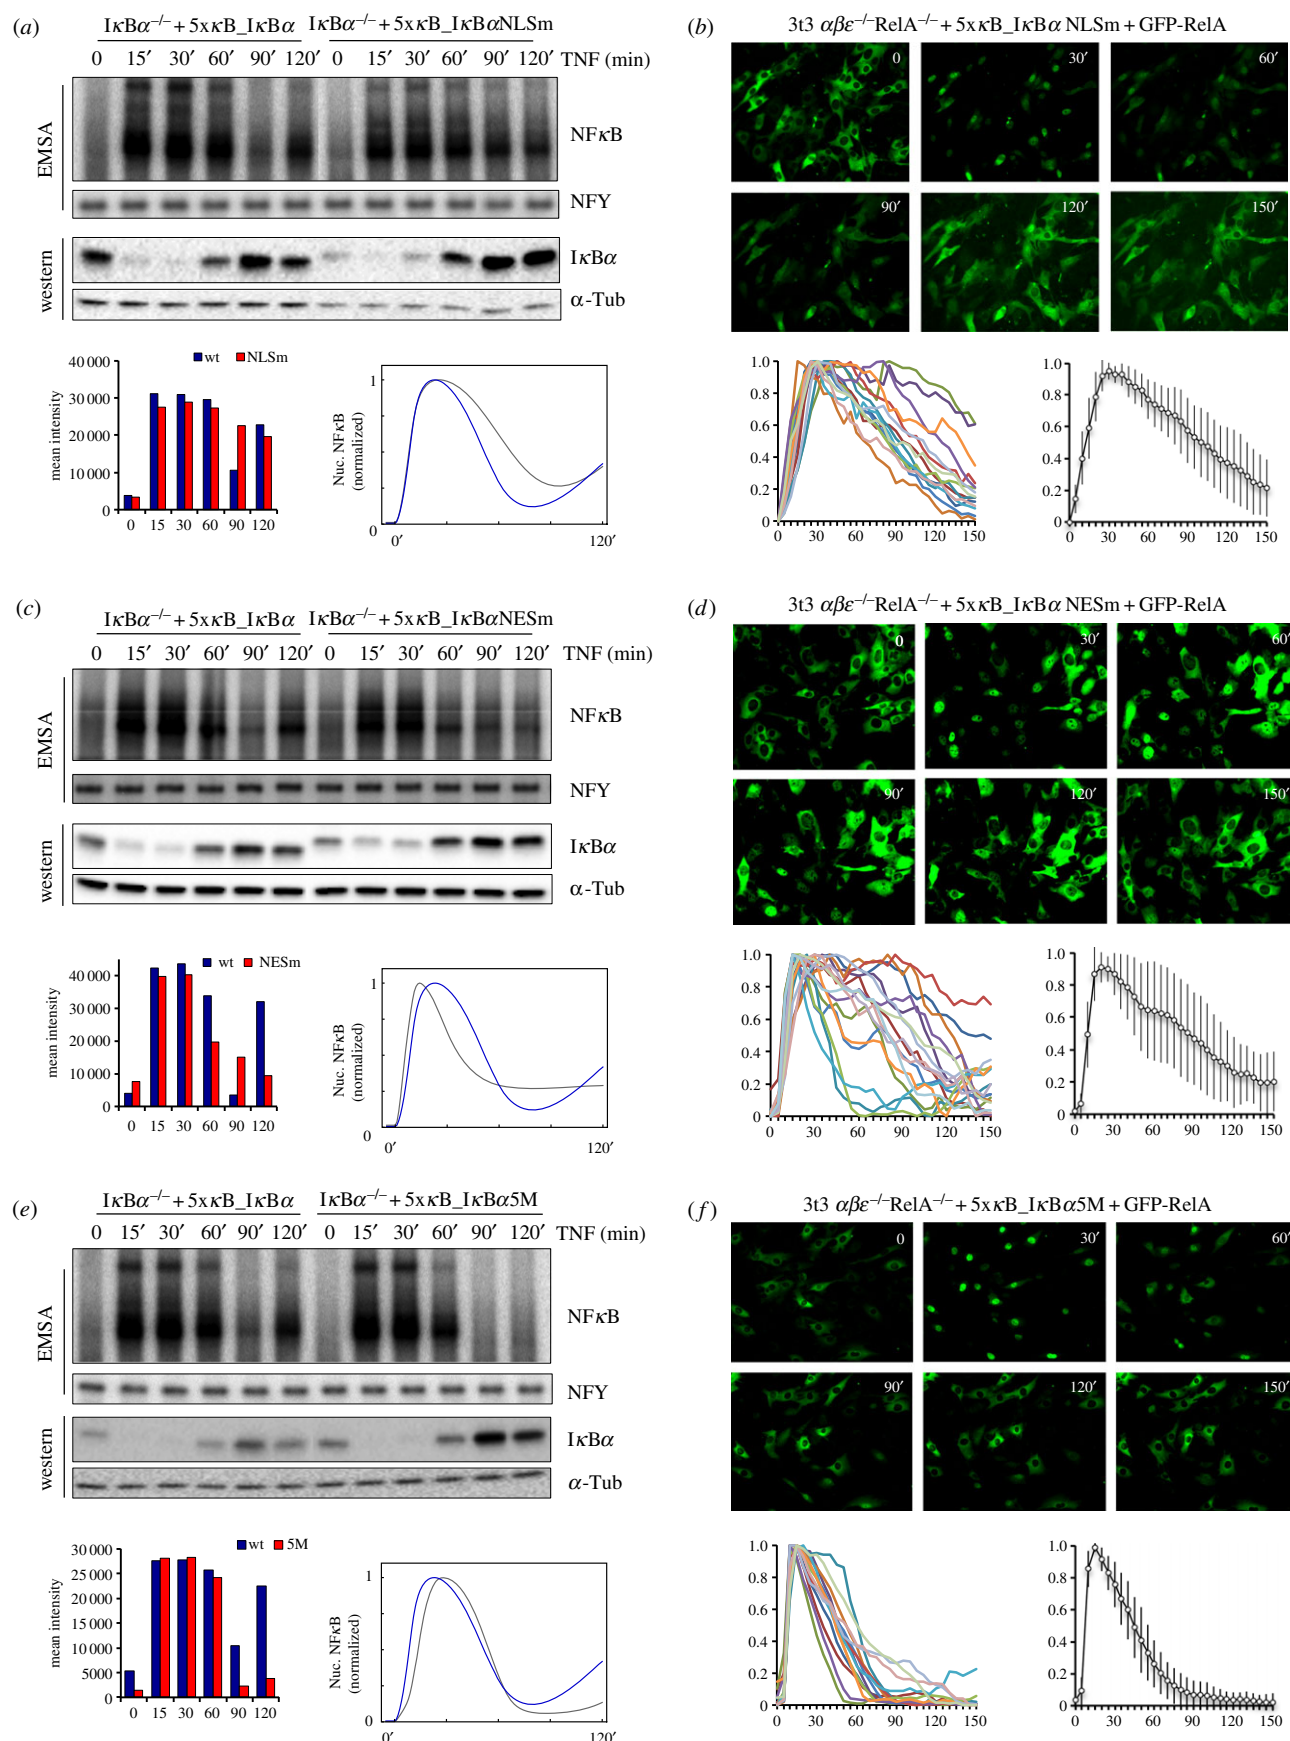 (a)
IκBα−/− + 5xκB_IκBα IκBα−/− + 5xκB_IκBαNLSm
0 15′ 30′ 60′ 90′ 120′ 0 15′ 30′ 60′ 90′ 120′ TNF (min)
EMSA
NFκB
NFY
western
IκBα
α-Tub
wt NLSm
mean intensity
40 000
30 000
20 000
10 000
0
0 15 30 60 90 120
Nuc. NFκB
(normalized)
1
0
0′ 120′
(b)
3t3 αβε−/−RelA−/− + 5xκB_IκBα NLSm + GFP-RelA
0 30′ 60′
90′ 120′ 150′
1.0
0.8
0.6
0.4
0.2
0
0 30 60 90 120 150
1.0
0.8
0.6
0.4
0.2
0
0 30 60 90 120 150
(c)
IκBα−/− + 5xκB_IκBα IκBα−/− + 5xκB_IκBαNESm
0 15′ 30′ 60′ 90′ 120′ 0 15′ 30′ 60′ 90′ 120′ TNF (min)
EMSA
NFκB
NFY
western
IκBα
α-Tub
wt NESm
mean intensity
40 000
30 000
20 000
10 000
0
0 15 30 60 90 120
Nuc. NFκB
(normalized)
1
0
0′ 120′
(d)
3t3 αβε−/−RelA−/− + 5xκB_IκBα NESm + GFP-RelA
0 30′ 60′
90′ 120′ 150′
1.0
0.8
0.6
0.4
0.2
0
0 30 60 90 120 150
1.0
0.8
0.6
0.4
0.2
0
0 30 60 90 120 150
(e)
IκBα−/− + 5xκB_IκBα IκBα−/− + 5xκB_IκBα5M
0 15′ 30′ 60′ 90′ 120′ 0 15′ 30′ 60′ 90′ 120′ TNF (min)
EMSA
NFκB
NFY
western
IκBα
α-Tub
wt 5M
mean intensity
30 000
25 000
20 000
15 000
10 000
5000
0
0 15 30 60 90 120
Nuc. NFκB
(normalized)
1
0
0′ 120′
(f)
3t3 αβε−/−RelA−/− + 5xκB_IκBα5M + GFP-RelA
0 30′ 60′
90′ 120′ 150′
1.0
0.8
0.6
0.4
0.2
0
0 30 60 90 120 150
1.0
0.8
0.6
0.4
0.2
0
0 30 60 90 120 150